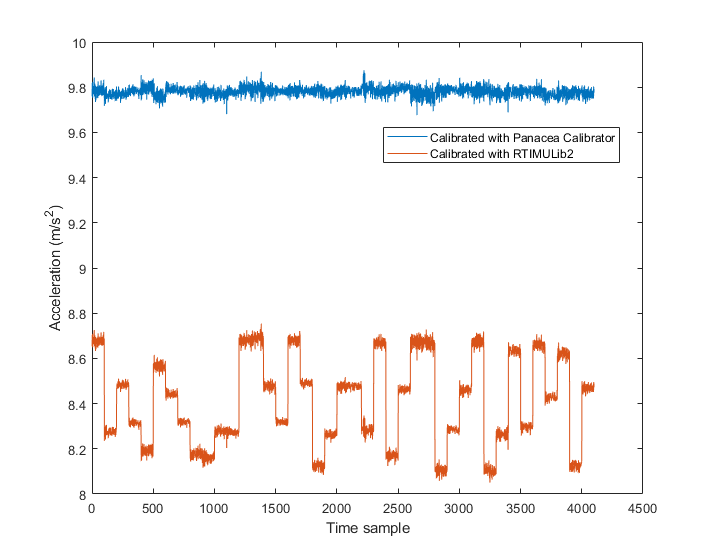 10
9.8
9.6
9.4
9.2
9
8.8
8.6
8.4
8.2
8
Acceleration (m/s²)
Calibrated with Panacea Calibrator
Calibrated with RTIMULib2
0 500 1000 1500 2000 2500 3000 3500 4000 4500
Time sample